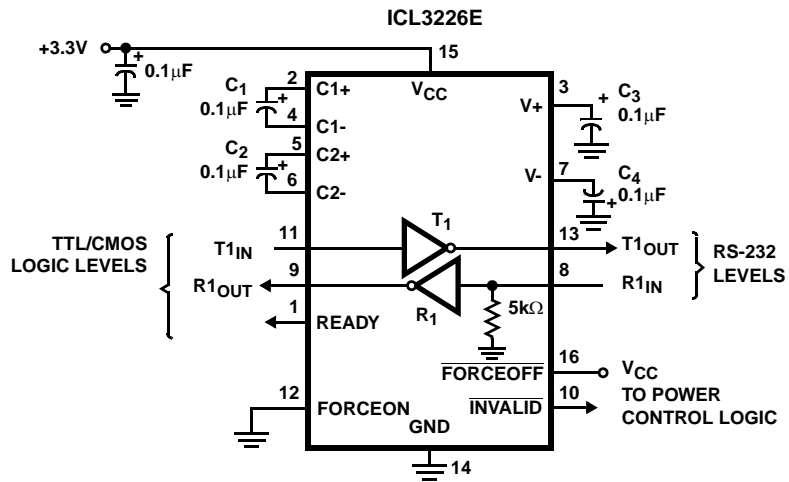 ICL3226E
+3.3V
+
0.1µF
15
VCC
C1
0.1µF
+
2
C1+
4
C1-
C2
0.1µF
+
5
C2+
6
C2-
3
V+
+
C3
0.1µF
7
V-
C4
0.1µF
+
TTL/CMOS
LOGIC LEVELS
T1IN
11
T1
13
T1OUT
RS-232
LEVELS
R1OUT
9
R1
8
R1IN
5kΩ
1
READY
16
FORCEOFF
VCC
12
FORCEON
10
INVALID
TO POWER
CONTROL LOGIC
GND
14